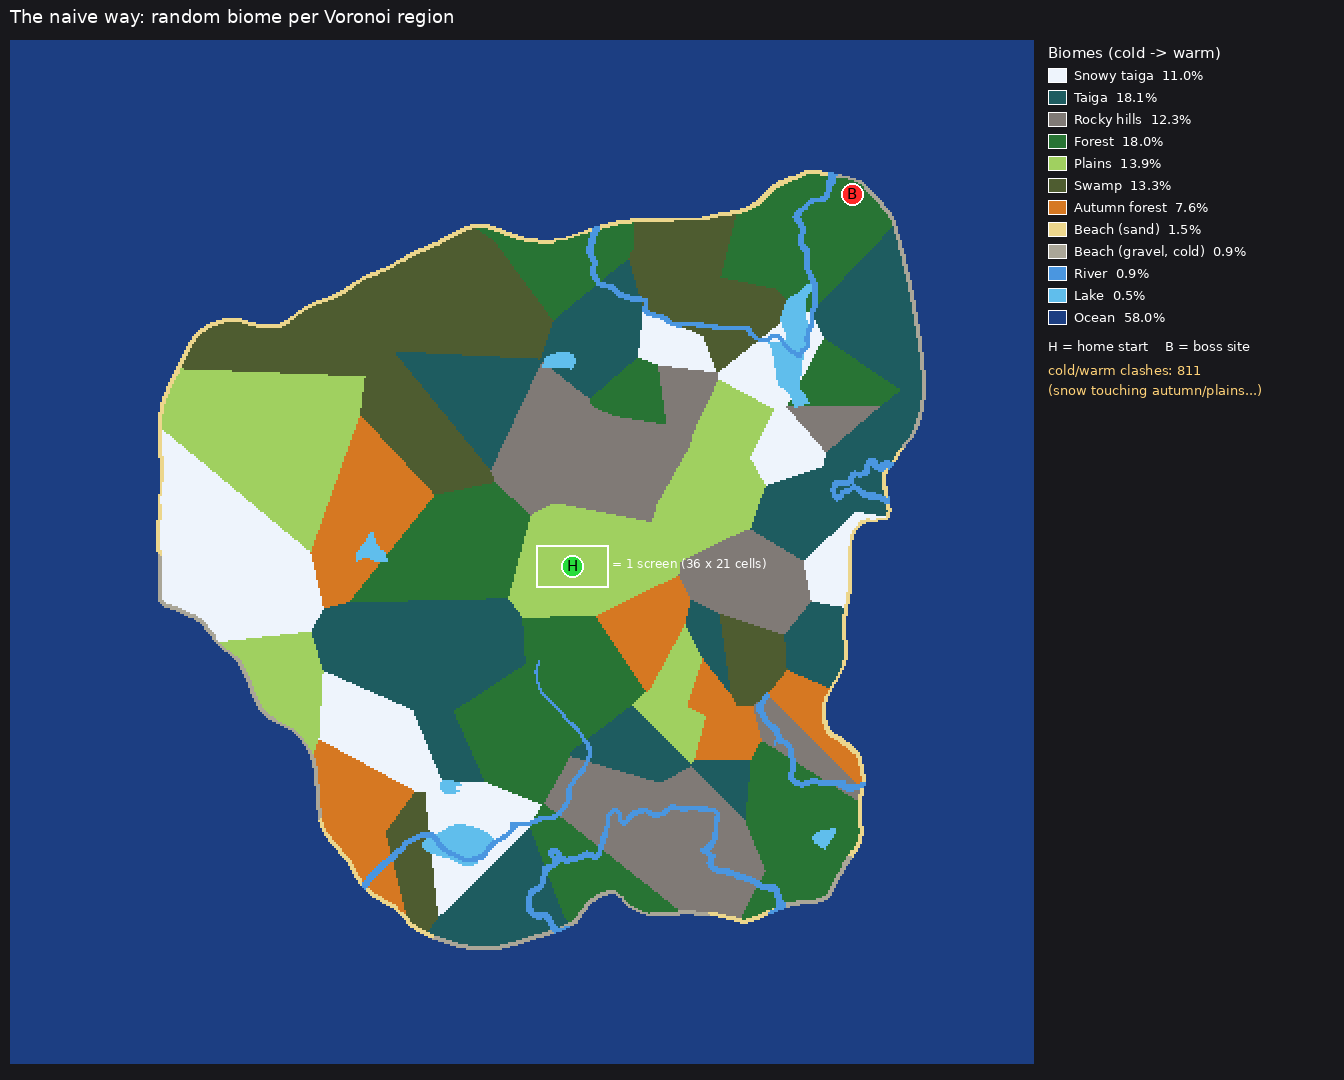 The naive way: random biome per Voronoi region
Biomes (cold -> warm)
Snowy taiga 11.0%
Taiga 18.1%
Rocky hills 12.3%
Forest 18.0%
Plains 13.9%
Swamp 13.3%
Autumn forest 7.6%
Beach (sand) 1.5%
Beach (gravel, cold) 0.9%
River 0.9%
Lake 0.5%
Ocean 58.0%
H = home start B = boss site
cold/warm clashes: 811
(snow touching autumn/plains...)
B
H = 1 screen (36 x 21 cells)